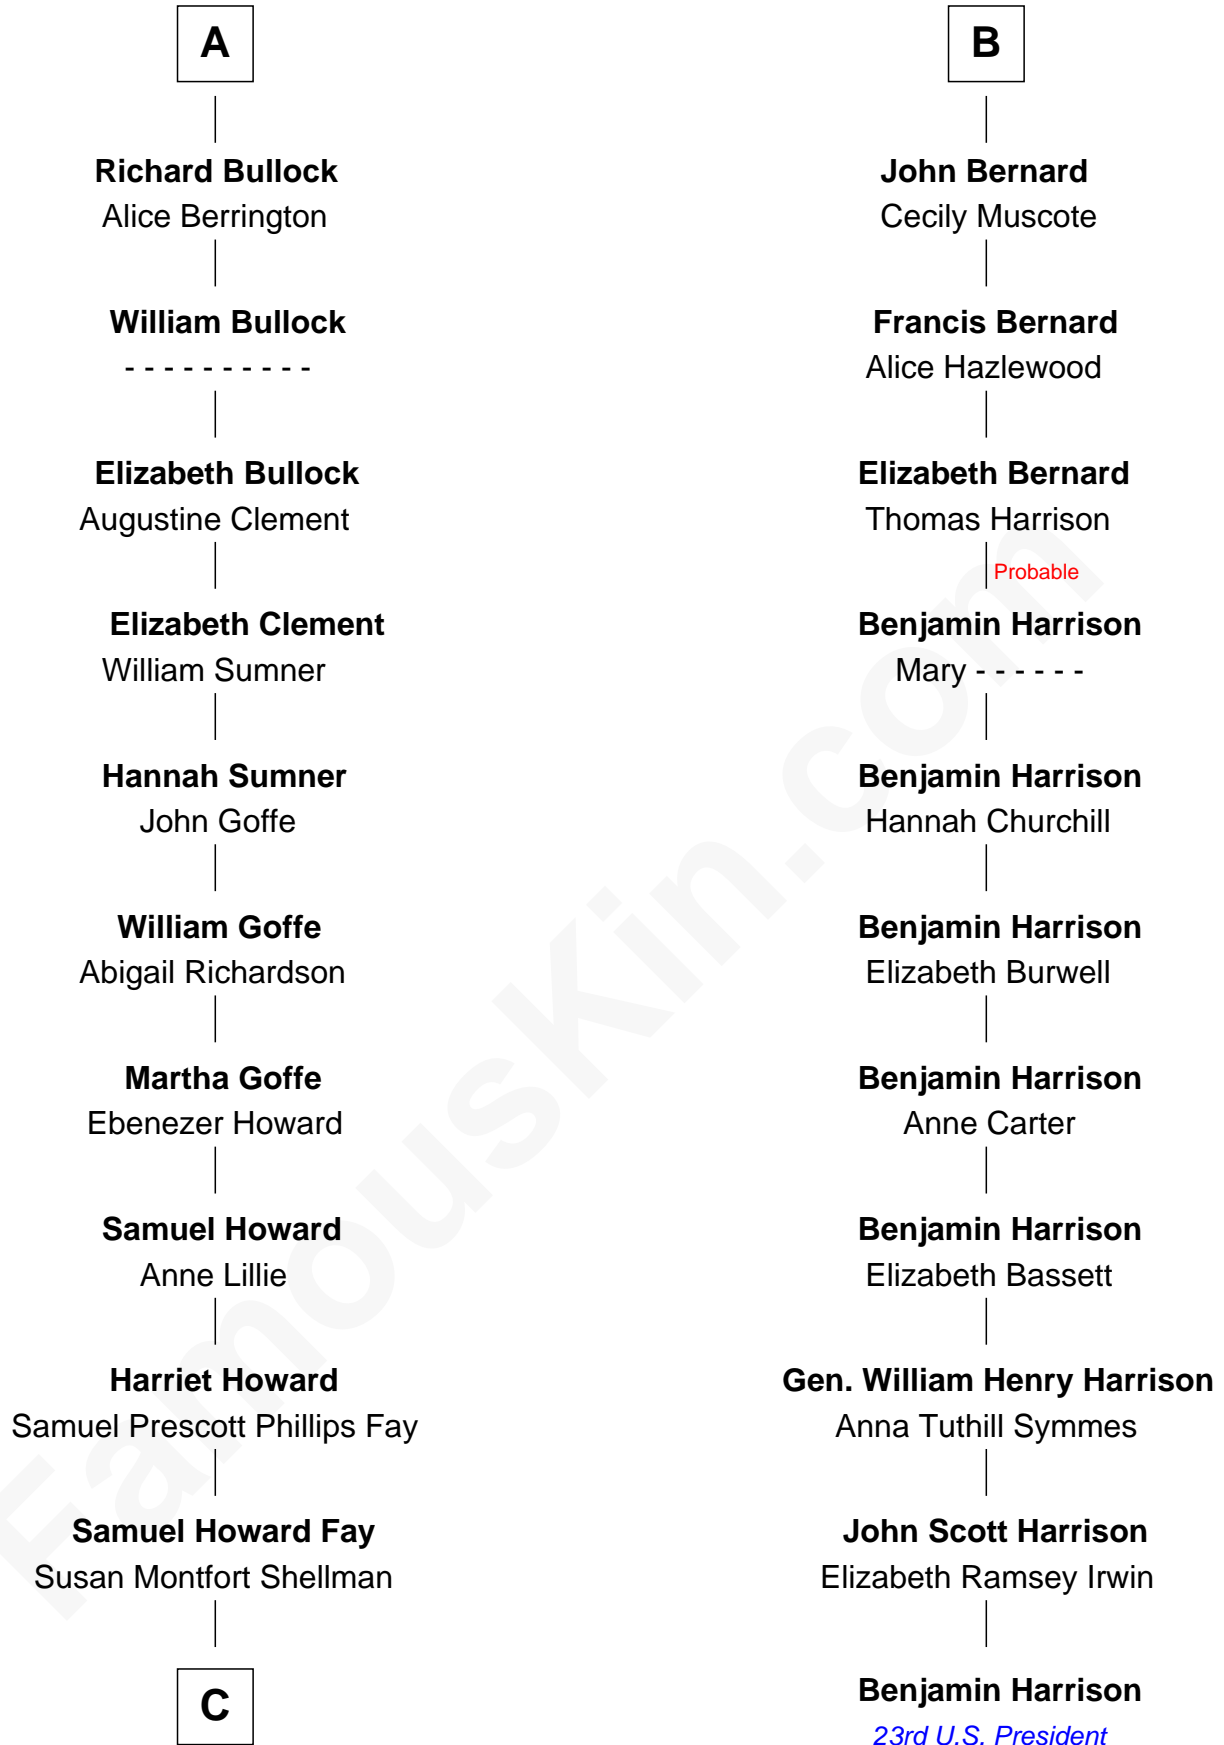 A
Richard Bullock
Alice Berrington
William Bullock
- - - - - - - - - -
Elizabeth Bullock
Augustine Clement
Elizabeth Clement
William Sumner
Hannah Sumner
John Goffe
William Goffe
Abigail Richardson
Martha Goffe
Ebenezer Howard
Samuel Howard
Anne Lillie
Harriet Howard
Samuel Prescott Phillips Fay
Samuel Howard Fay
Susan Montfort Shellman
C
B
John Bernard
Cecily Muscote
Francis Bernard
Alice Hazlewood
Elizabeth Bernard
Thomas Harrison
Probable
Benjamin Harrison
Mary - - - - - -
Benjamin Harrison
Hannah Churchill
Benjamin Harrison
Elizabeth Burwell
Benjamin Harrison
Anne Carter
Benjamin Harrison
Elizabeth Bassett
Gen. William Henry Harrison
Anna Tuthill Symmes
John Scott Harrison
Elizabeth Ramsey Irwin
Benjamin Harrison
23rd U.S. President
FamousKin.com